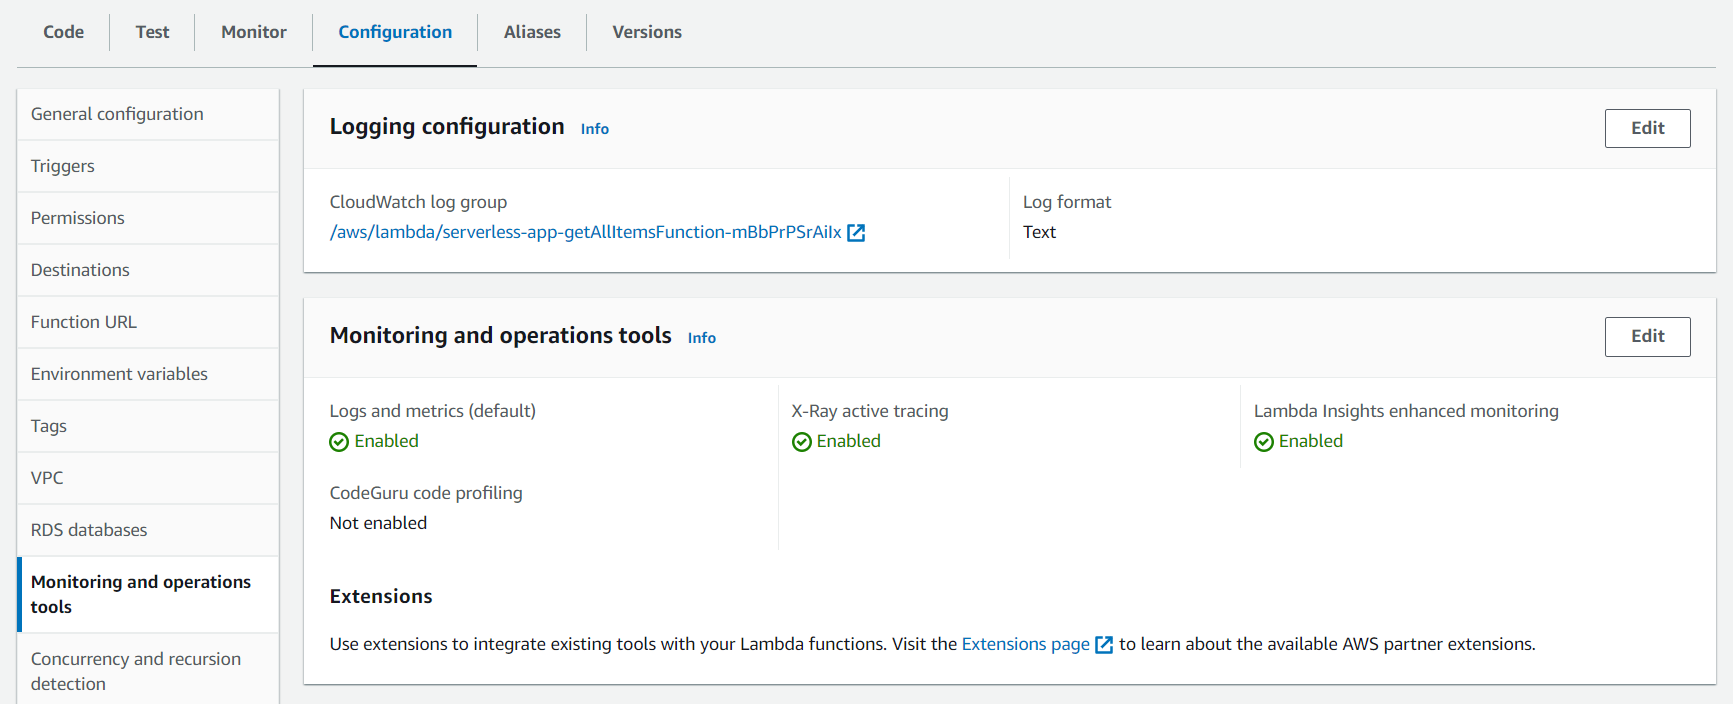 Code
Test
Monitor
Configuration
Aliases
Versions
General configuration
Triggers
Permissions
Destinations
Function URL
Environment variables
Tags
VPC
RDS databases
Monitoring and operations
tools
Concurrency and recursion
detection
Logging configuration Info
Edit
CloudWatch log group
/aws/lambda/serverless-app-getAllItemsFunction-mBbPrPSrAiIx
Log format
Text
Monitoring and operations tools Info
Edit
Logs and metrics (default)
Enabled
X-Ray active tracing
Enabled
Lambda Insights enhanced monitoring
Enabled
CodeGuru code profiling
Not enabled
Extensions
Use extensions to integrate existing tools with your Lambda functions. Visit the Extensions page to learn about the available AWS partner extensions.